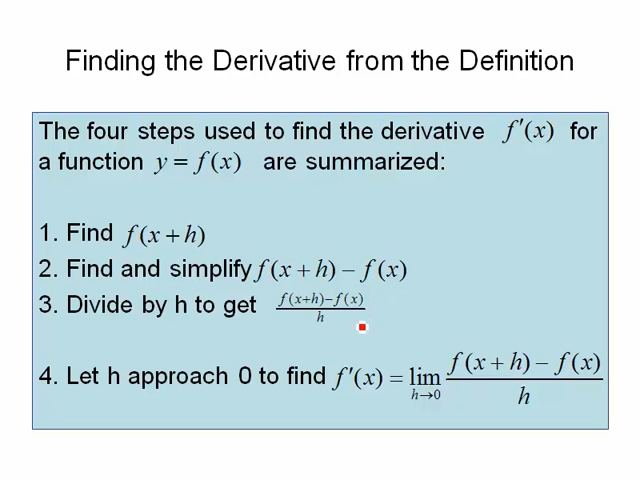 Finding the Derivative from the Definition
The four steps used to find the derivative f′(x) for
a function y = f(x) are summarized:
1. Find f(x + h)
2. Find and simplify f(x + h) − f(x)
3. Divide by h to get f(x+h)−f(x) / h
4. Let h approach 0 to find f′(x) = lim h→0 f(x + h) − f(x) / h